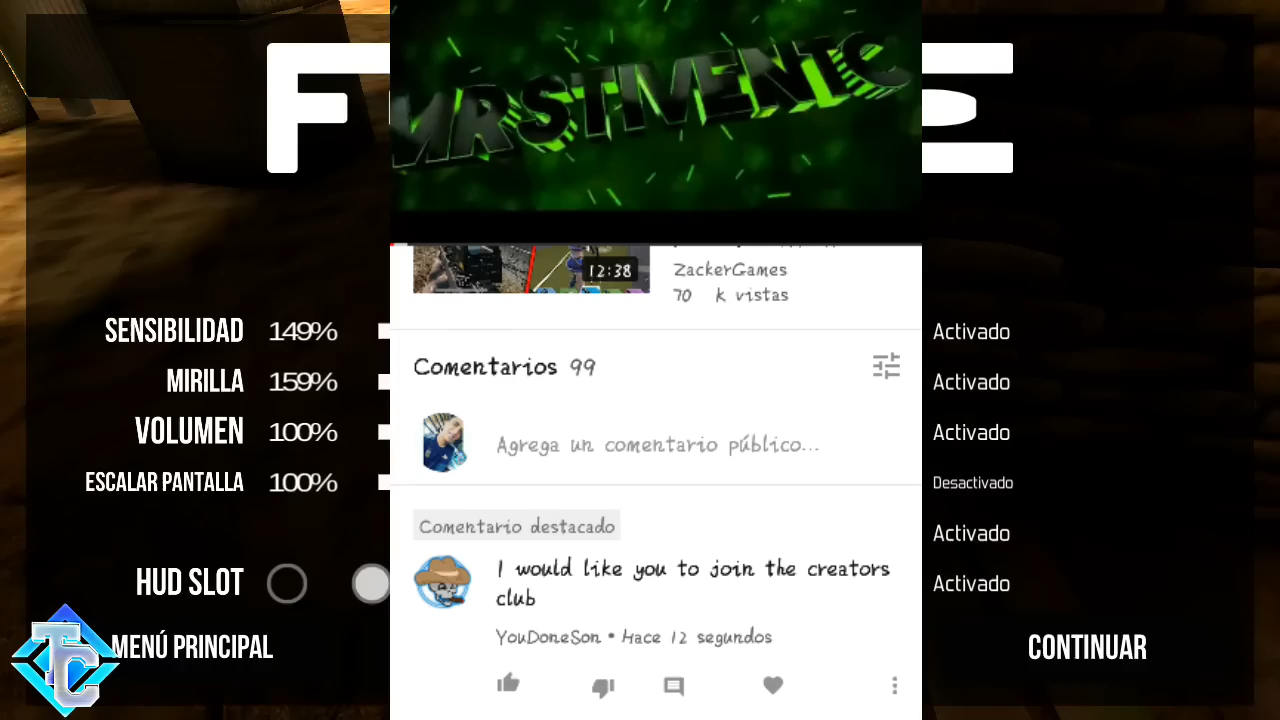 F
E
MRSTIVENTC
12:38
ZackerGames
70 k vistas
SENSIBILIDAD 149%
Activado
Comentarios 99
MIRILLA 159%
Activado
VOLUMEN 100%
Activado
Agrega un comentario público...
ESCALAR PANTALLA 100%
Desactivado
Comentario destacado
Activado
I would like you to join the creators
club
HUD SLOT
Activado
YouDoneSon • Hace 12 segundos
TC
MENÚ PRINCIPAL
CONTINUAR